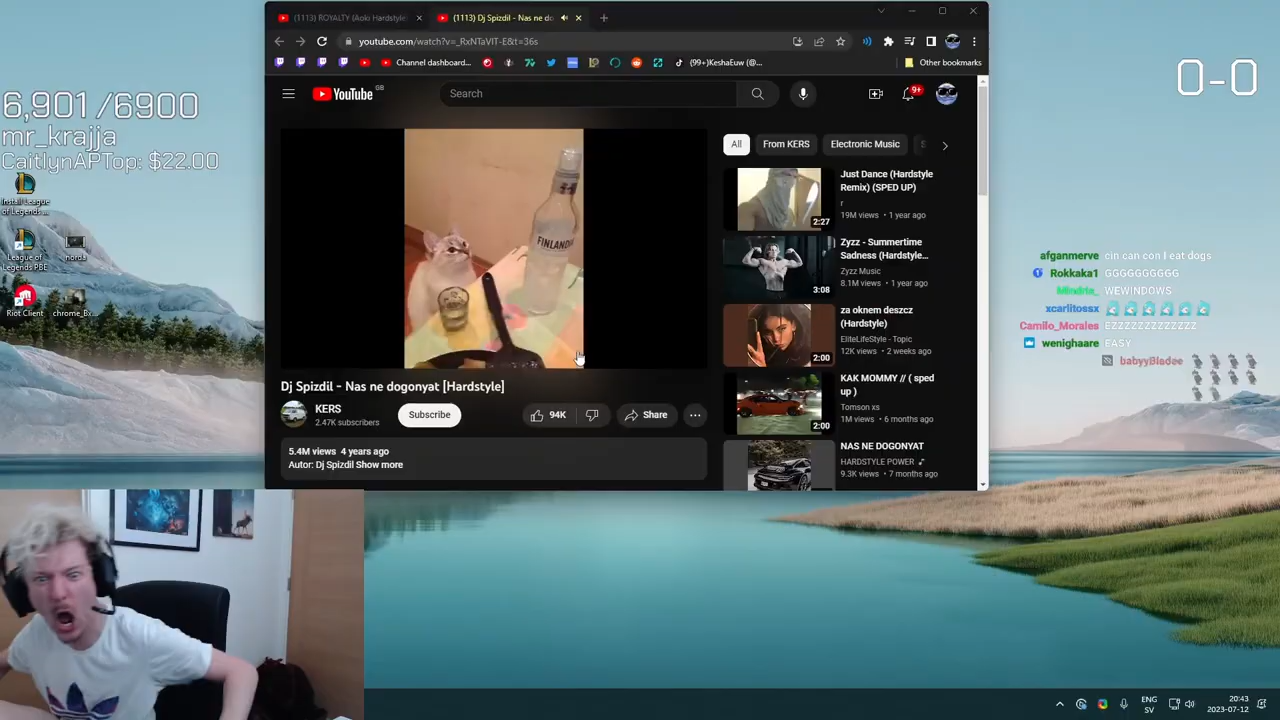 (1113) ROYALTY (Aoki Hardstyle
(1113) Dj Spizdil - Nas ne do
youtube.com/watch?v=_RxNTaVIT-E&t=36s
Channel dashboard...
(99+)KeshaEuw (@...
Other bookmarks
YouTube GB
Search
9+
FINLANDIA
All
From KERS
Electronic Music
Just Dance (Hardstyle
Remix) (SPED UP)
r
19M views • 1 year ago
2:27
Zyzz - Summertime
Sadness (Hardstyle...
Zyzz Music
8.1M views • 1 year ago
3:08
za oknem deszcz
(Hardstyle)
EliteLifeStyle - Topic
12K views • 2 weeks ago
2:00
KAK MOMMY // ( sped
up )
Tomson xs
1M views • 6 months ago
2:00
NAS NE DOGONYAT
HARDSTYLE POWER
9.3K views • 7 months ago
Dj Spizdil - Nas ne dogonyat [Hardstyle]
KERS
2.47K subscribers
Subscribe
94K
Share
5.4M views 4 years ago
Autor: Dj Spizdil Show more
6,901/6900
mr_krajja
CaitlynAPTop: $22.00
Install League
of Legends ...
League of
Legends PBE
norda
Riot Client
chrome_Bx...
0-0
afganmerve cin can con I eat dogs
Rokkaka1 GGGGGGGGGG
Mindria_ WEWINDOWS
xcarlitossx
Camilo_Morales EZZZZZZZZZZZZ
wenighaare EASY
babyyBladee
ENG
SV
20:43
2023-07-12
adidas